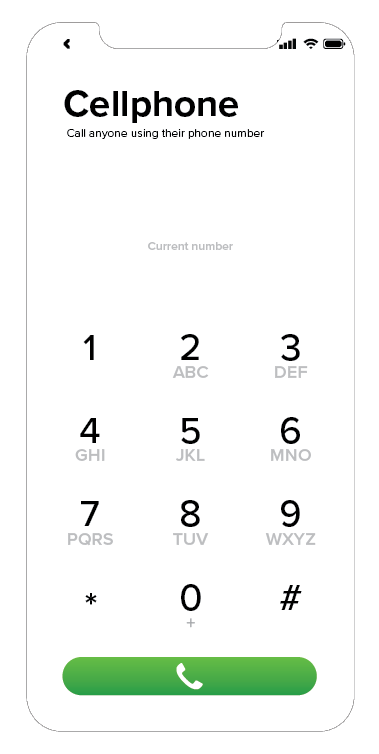 Cellphone
Call anyone using their phone number
Current number
1 2 3
ABC DEF
4 5 6
GHI JKL MNO
7 8 9
PQRS TUV WXYZ
* 0 #
+